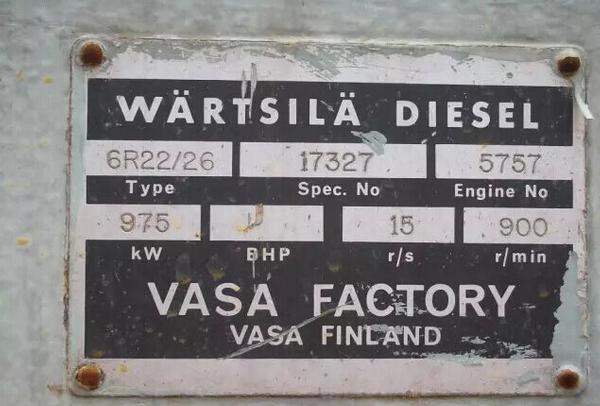 WÄRTSILÄ DIESEL
6R22/26 17327 5757
Type Spec. No Engine No
975 15 900
kW BHP r/s r/min
VASA FACTORY
VASA FINLAND